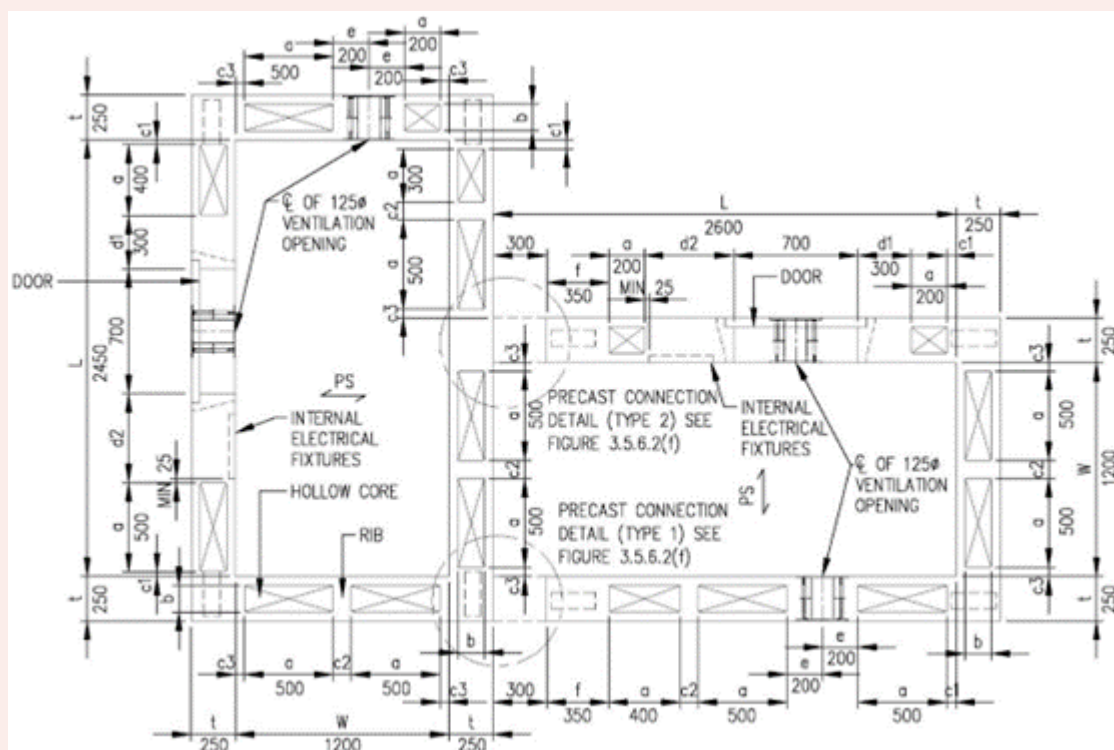 a
e
a
200
200
c3
500
e
200
c3
t
250
c1
b
c1
a
400
a
300
℄ OF 125ø
VENTILATION
OPENING
c2
L
t
2600
250
d1
300
300
a
d2
700
d1
c1
a
500
f
200
300
a
DOOR
350
MIN 25
DOOR
200
c3
700
c3
t
250
L
2450
PS
PRECAST CONNECTION
DETAIL (TYPE 2) SEE
FIGURE 3.5.6.2(f)
INTERNAL
ELECTRICAL
FIXTURES
INTERNAL
ELECTRICAL
FIXTURES
a
500
a
500
d2
℄ OF 125ø
VENTILATION
OPENING
c2
c2
W
1200
MIN 25
HOLLOW CORE
PS
PRECAST CONNECTION
DETAIL (TYPE 1) SEE
FIGURE 3.5.6.2(f)
a
500
RIB
a
500
a
500
c1
c3
c3
t
250
b
t
250
b
e
b
200
c3
a
c2
a
c3
300
f
a
c2
a
e
a
c1
500
500
350
400
500
200
500
t
W
t
250
1200
250